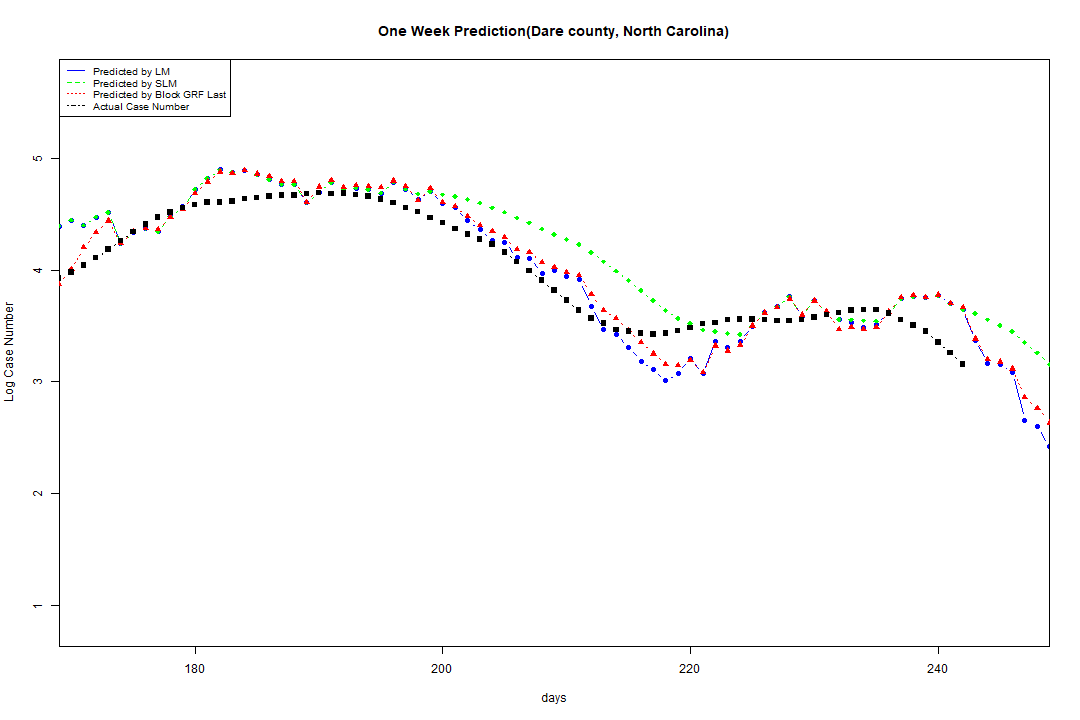 One Week Prediction(Dare county, North Carolina)
Predicted by LM
Predicted by SLM
Predicted by Block GRF Last
Actual Case Number
5
4
3
2
1
Log Case Number
180 200 220 240
days